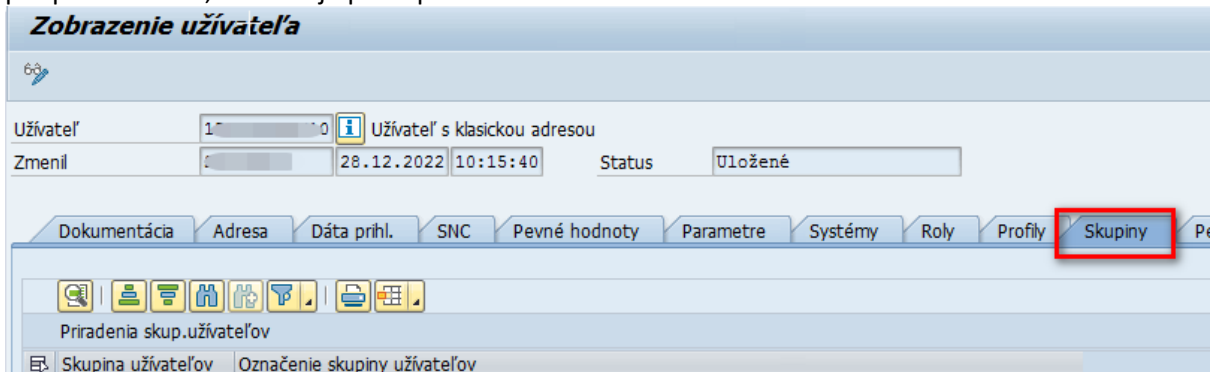 Zobrazenie užívateľa
Užívateľ Užívateľ s klasickou adresou
Zmenil 28.12.2022 10:15:40 Status Uložené
Dokumentácia Adresa Dáta prihl. SNC Pevné hodnoty Parametre Systémy Roly Profily Skupiny
Priradenia skup.užívateľov
Skupina užívateľov Označenie skupiny užívateľov